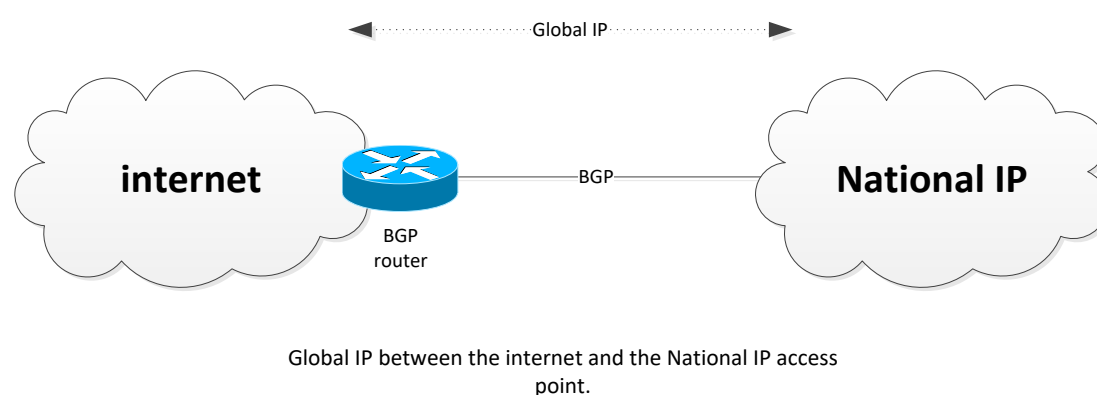 Global IP
internet
BGP
National IP
BGP
router
Global IP between the internet and the National IP access
point.